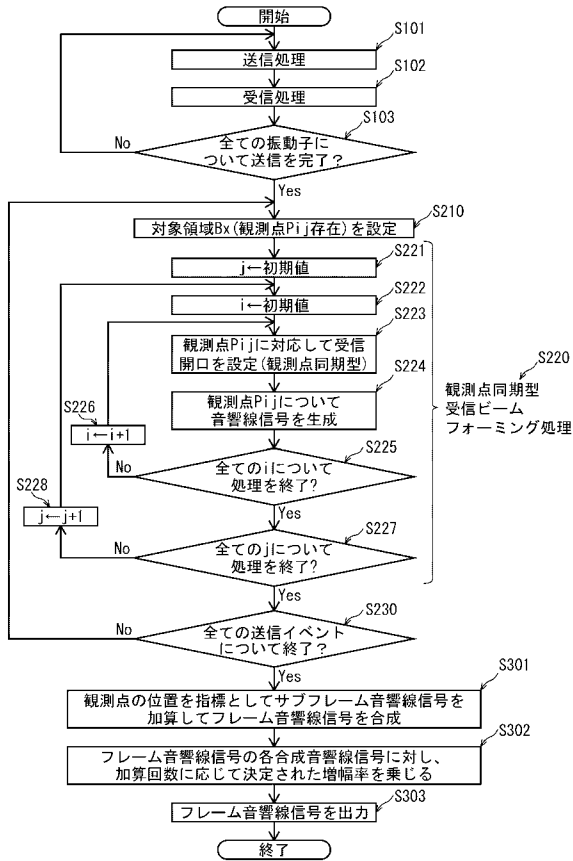 開始
S101
送信処理
S102
受信処理
S103
全ての振動子に
ついて送信を完了？
No
Yes
S210
対象領域Bx(観測点Pij存在)を設定
S221
j←初期値
S222
i←初期値
S223
観測点Pijに対応して受信
開口を設定(観測点同期型)
S224
観測点Pijについて
音響線信号を生成
S220
観測点同期型
受信ビーム
フォーミング処理
S226
i←i+1
S225
全てのiについて
処理を終了?
No
Yes
S228
j←j+1
S227
全てのjについて
処理を終了?
No
Yes
S230
全ての送信イベント
について終了？
No
Yes
S301
観測点の位置を指標としてサブフレーム音響線信号を
加算してフレーム音響線信号を合成
S302
フレーム音響線信号の各合成音響線信号に対し、
加算回数に応じて決定された増幅率を乗じる
S303
フレーム音響線信号を出力
終了